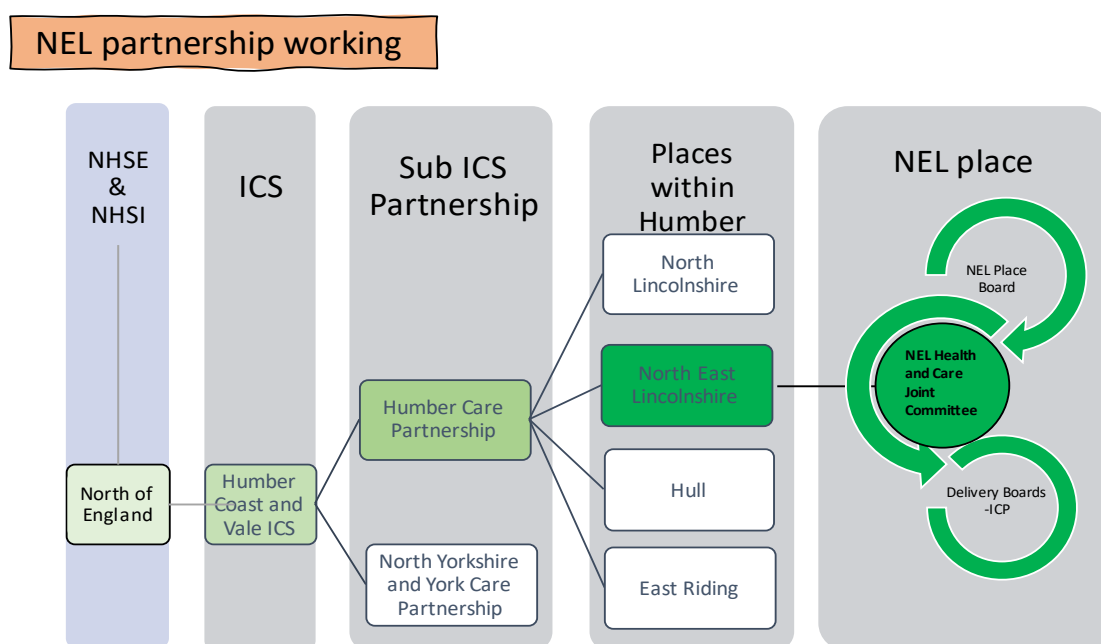 NEL partnership working
NHSE
&
NHSI
North of
England
ICS
Humber
Coast and
Vale ICS
Sub ICS
Partnership
Humber Care
Partnership
North Yorkshire
and York Care
Partnership
Places
within
Humber
North
Lincolnshire
North East
Lincolnshire
Hull
East Riding
NEL place
NEL Place
Board
NEL Health
and Care
Joint
Committee
Delivery Boards
-ICP